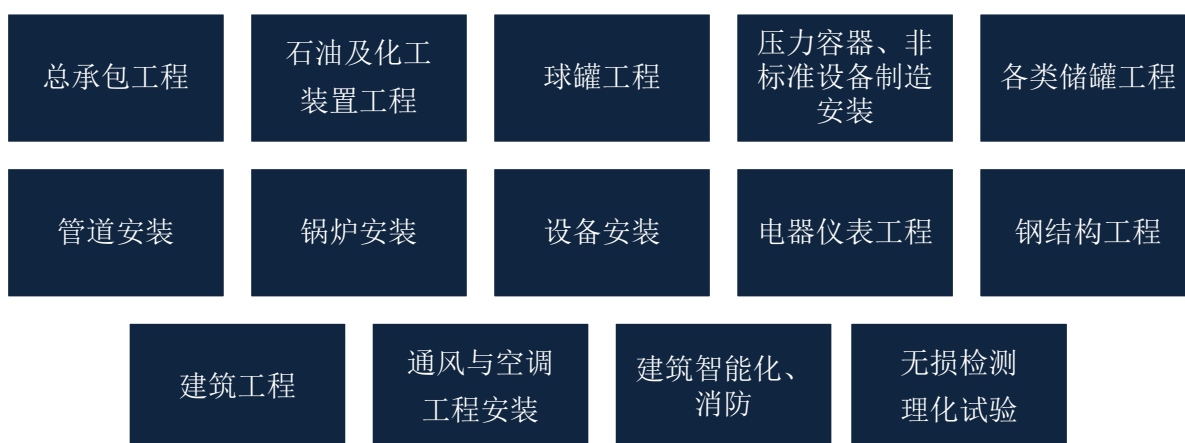 总承包工程
石油及化工
装置工程
球罐工程
压力容器、非
标准设备制造
安装
各类储罐工程
管道安装
锅炉安装
设备安装
电器仪表工程
钢结构工程
建筑工程
通风与空调
工程安装
建筑智能化、
消防
无损检测
理化试验